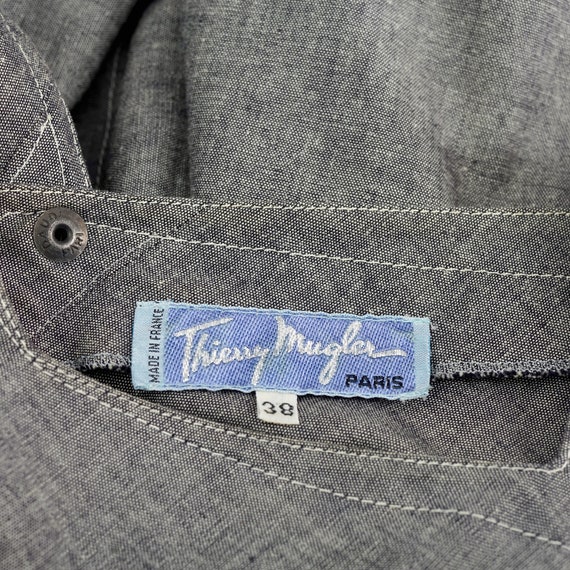 MADE IN FRANCE
Thierry Mugler
PARIS
38